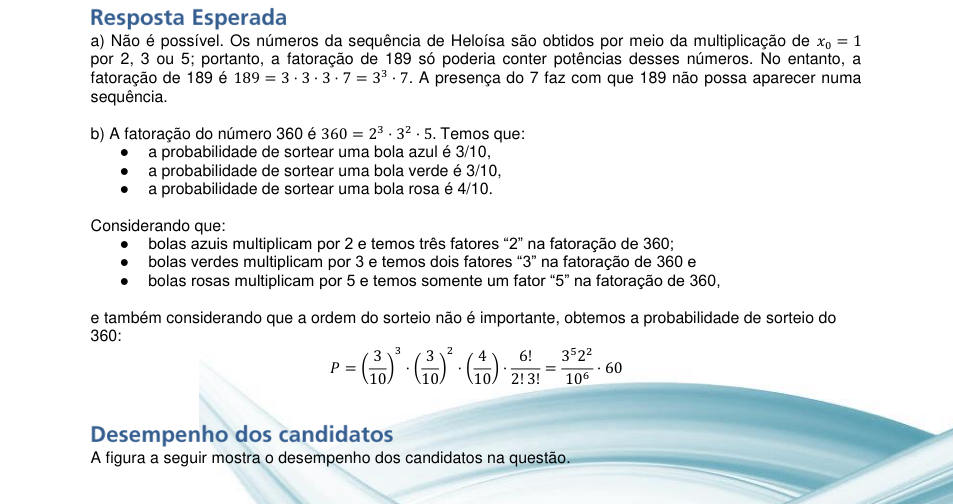 Resposta Esperada
a) Não é possível. Os números da sequência de Heloísa são obtidos por meio da multiplicação de x₀ = 1
por 2, 3 ou 5; portanto, a fatoração de 189 só poderia conter potências desses números. No entanto, a
fatoração de 189 é 189 = 3 · 3 · 3 · 7 = 3³ · 7. A presença do 7 faz com que 189 não possa aparecer numa
sequência.
b) A fatoração do número 360 é 360 = 2³ · 3² · 5. Temos que:
● a probabilidade de sortear uma bola azul é 3/10,
● a probabilidade de sortear uma bola verde é 3/10,
● a probabilidade de sortear uma bola rosa é 4/10.
Considerando que:
● bolas azuis multiplicam por 2 e temos três fatores “2” na fatoração de 360;
● bolas verdes multiplicam por 3 e temos dois fatores “3” na fatoração de 360 e
● bolas rosas multiplicam por 5 e temos somente um fator “5” na fatoração de 360,
e também considerando que a ordem do sorteio não é importante, obtemos a probabilidade de sorteio do
360:
P = (3/10)³ · (3/10)² · (4/10) · 6!/(2! 3!) = 3⁵2²/10⁶ · 60
Desempenho dos candidatos
A figura a seguir mostra o desempenho dos candidatos na questão.